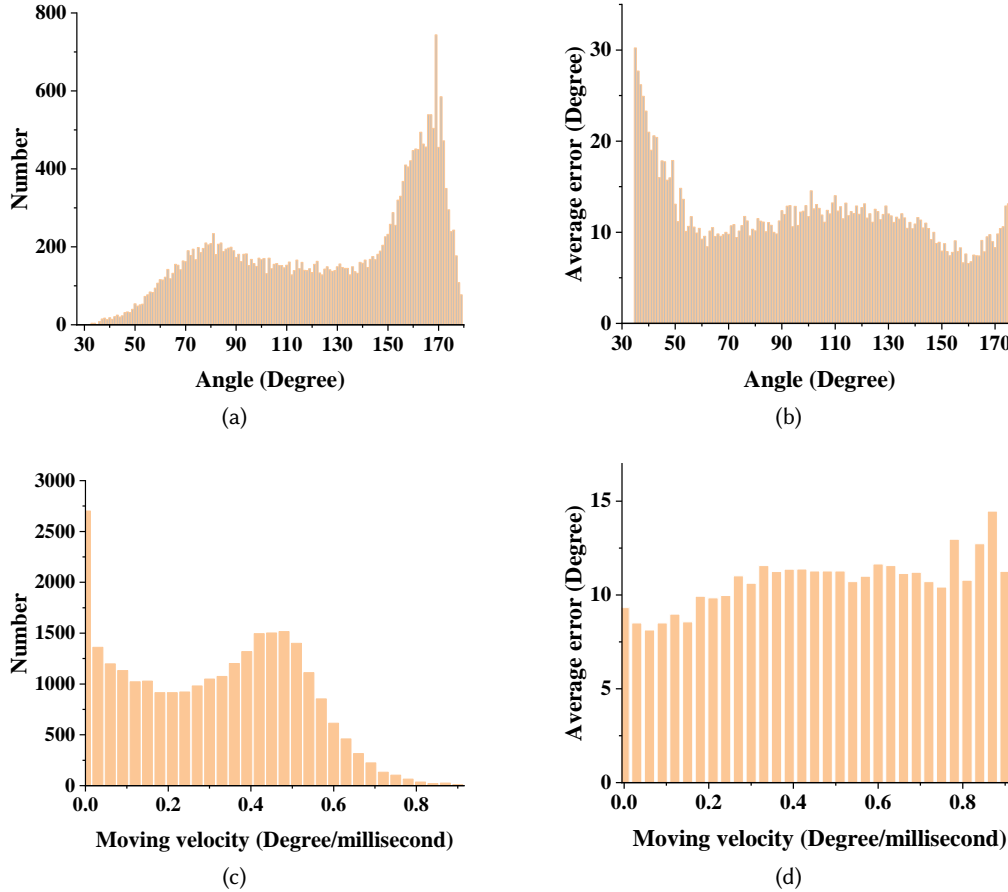 800
600
400
200
0
Number
30 50 70 90 110 130 150 170
Angle (Degree)
(a)
30
20
10
0
Average error (Degree)
30 50 70 90 110 130 150 170
Angle (Degree)
(b)
3000
2500
2000
1500
1000
500
0
Number
0.0 0.2 0.4 0.6 0.8
Moving velocity (Degree/millisecond)
(c)
15
10
5
0
Average error (Degree)
0.0 0.2 0.4 0.6 0.8
Moving velocity (Degree/millisecond)
(d)